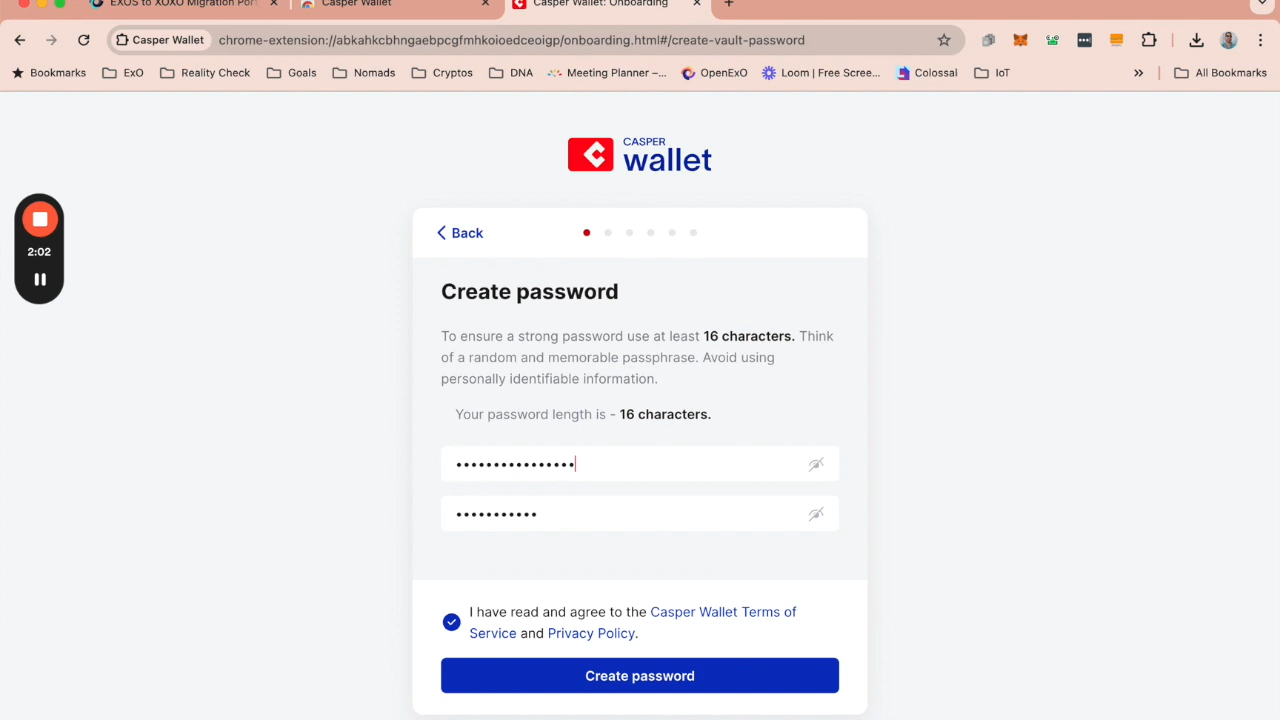 EXOS to XOXO Migration Port
Casper Wallet
Casper Wallet: Onboarding
Casper Wallet
chrome-extension://abkahkcbhngaebpcgfmhkoioedceoigp/onboarding.html#/create-vault-password
Bookmarks
ExO
Reality Check
Goals
Nomads
Cryptos
DNA
Meeting Planner –...
OpenExO
Loom | Free Scree...
Colossal
IoT
»
All Bookmarks
CASPER
wallet
2:02
Back
Create password
To ensure a strong password use at least 16 characters. Think
of a random and memorable passphrase. Avoid using
personally identifiable information.
Your password length is - 16 characters.
••••••••••••••••
•••••••••••
I have read and agree to the Casper Wallet Terms of
Service and Privacy Policy.
Create password